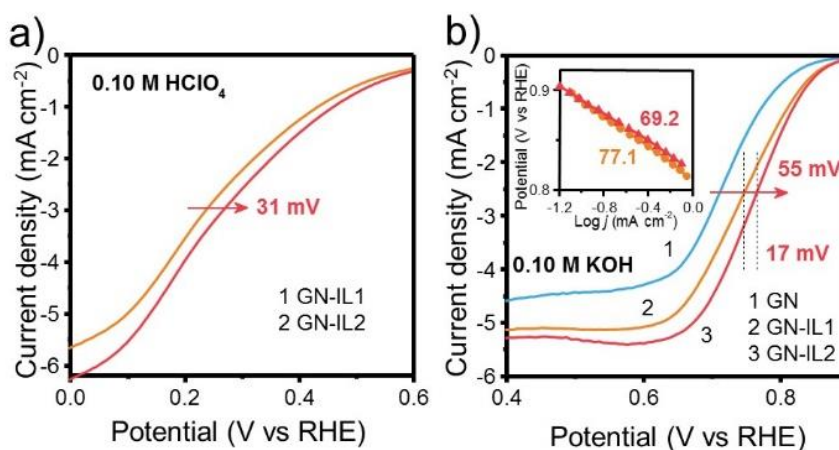 a)
0.10 M HClO4
31 mV
1 GN-IL1
2 GN-IL2
0
-1
-2
-3
-4
-5
-6
0.0 0.2 0.4 0.6
Current density (mA cm-2)
Potential (V vs RHE)
b)
0.9
0.8
Potential (V vs RHE)
69.2
77.1
-1.2 -0.8 -0.4 0.0
Log j (mA cm-2)
55 mV
17 mV
1
2
3
0.10 M KOH
1 GN
2 GN-IL1
3 GN-IL2
0
-1
-2
-3
-4
-5
-6
0.4 0.6 0.8
Current density (mA cm-2)
Potential (V vs RHE)